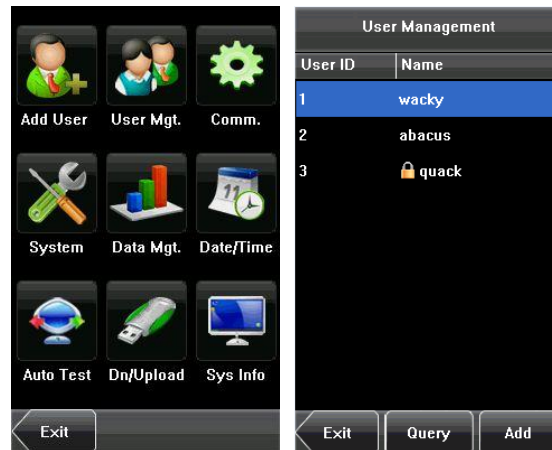 Add User User Mgt. Comm.
System Data Mgt. Date/Time
11
Auto Test Dn/Upload Sys Info
Exit
User Management
User ID Name
1 wacky
2 abacus
3 quack
Exit Query Add